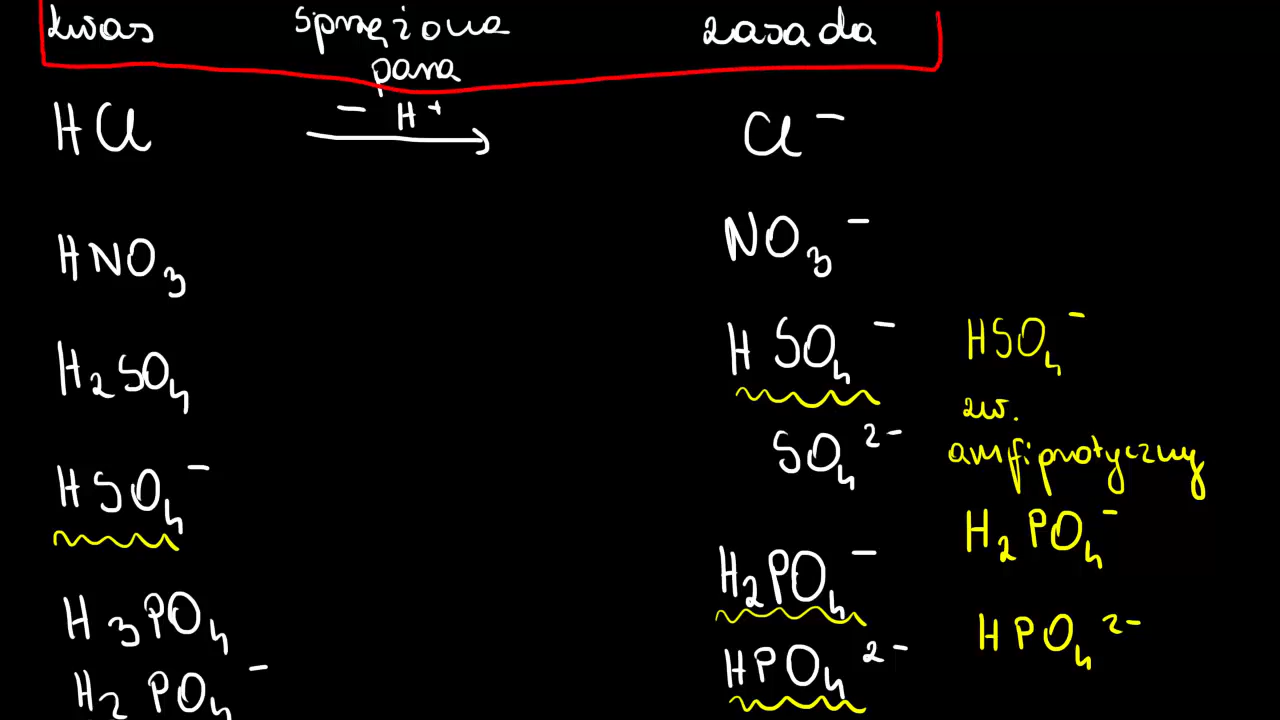 kwas sprzężona para zasada
HCl - H+ Cl⁻
HNO₃ NO₃⁻
H₂SO₄ HSO₄⁻ HSO₄⁻
zw.
HSO₄⁻ SO₄²⁻ amfiprotyczny
H₃PO₄ H₂PO₄⁻ H₂PO₄⁻
H₂PO₄⁻ HPO₄²⁻ HPO₄²⁻